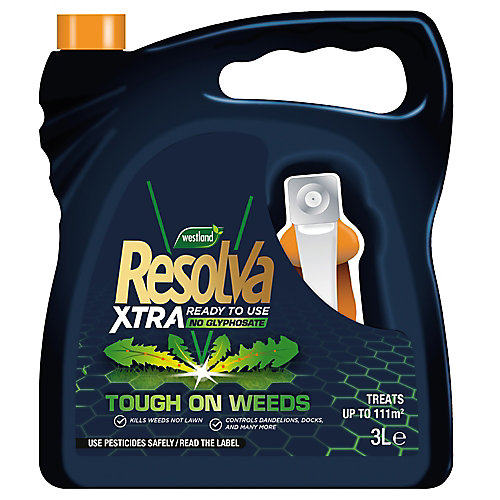 westland
Resolva
XTRA READY TO USE
NO GLYPHOSATE
TOUGH ON WEEDS
KILLS WEEDS NOT LAWN
CONTROLS DANDELIONS, DOCKS,
AND MANY MORE
USE PESTICIDES SAFELY/READ THE LABEL
TREATS
UP TO 111m²
3L℮